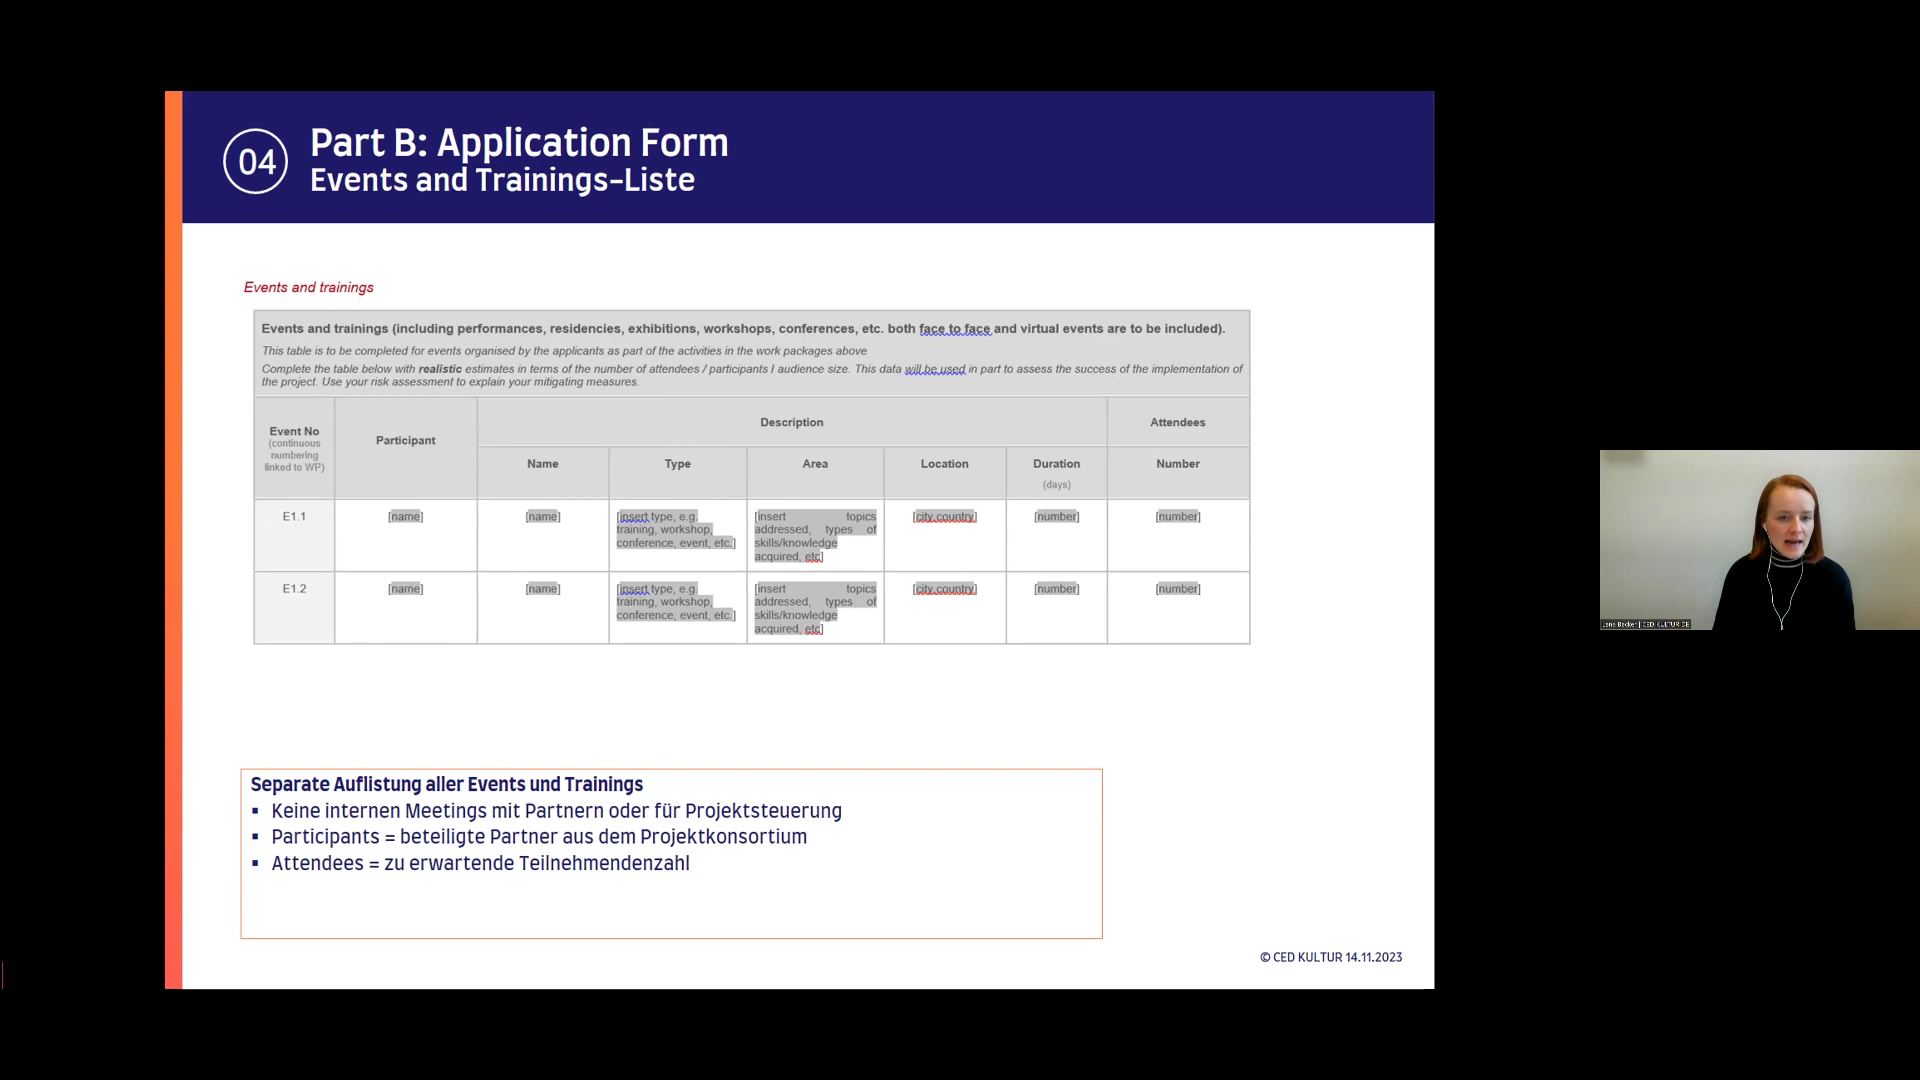 04
Part B: Application Form
Events and Trainings-Liste
Events and trainings
Events and trainings (including performances, residencies, exhibitions, workshops, conferences, etc. both face to face and virtual events are to be included).
This table is to be completed for events organised by the applicants as part of the activities in the work packages above
Complete the table below with realistic estimates in terms of the number of attendees / participants I audience size. This data will be used in part to assess the success of the implementation of
the project. Use your risk assessment to explain your mitigating measures.
Event No
(continuous
numbering
linked to WP)
Participant
Description
Attendees
Name
Type
Area
Location
Duration
(days)
Number
E1.1
[name]
[name]
[insert type, e.g.
training, workshop,
conference, event, etc.]
[insert topics
addressed, types of
skills/knowledge
acquired, etc]
[city,country]
[number]
[number]
E1.2
[name]
[name]
[insert type, e.g.
training, workshop,
conference, event, etc.]
[insert topics
addressed, types of
skills/knowledge
acquired, etc]
[city,country]
[number]
[number]
Separate Auflistung aller Events und Trainings
▪ Keine internen Meetings mit Partnern oder für Projektsteuerung
▪ Participants = beteiligte Partner aus dem Projektkonsortium
▪ Attendees = zu erwartende Teilnehmendenzahl
© CED KULTUR 14.11.2023
Becker | CED KULTUR DE